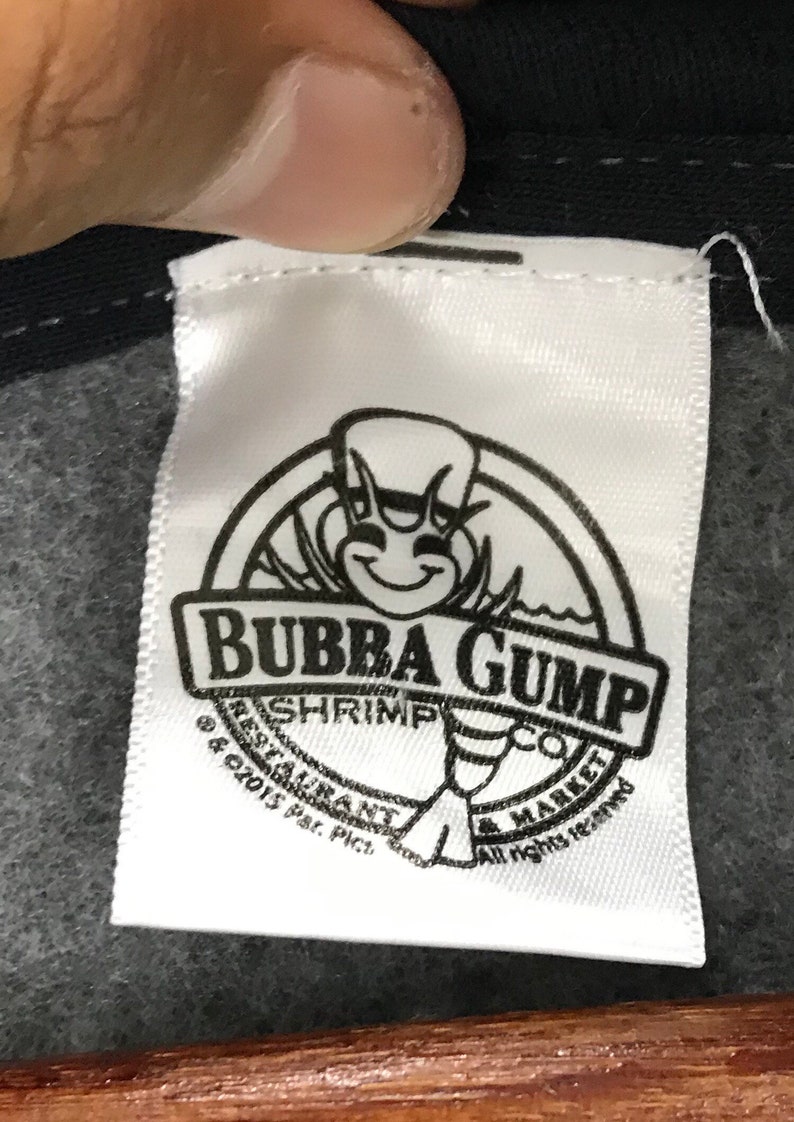 BUBBA GUMP
SHRIMP CO.
RESTAURANT & MARKET
® & ©2015 Par. Pict. All rights reserved